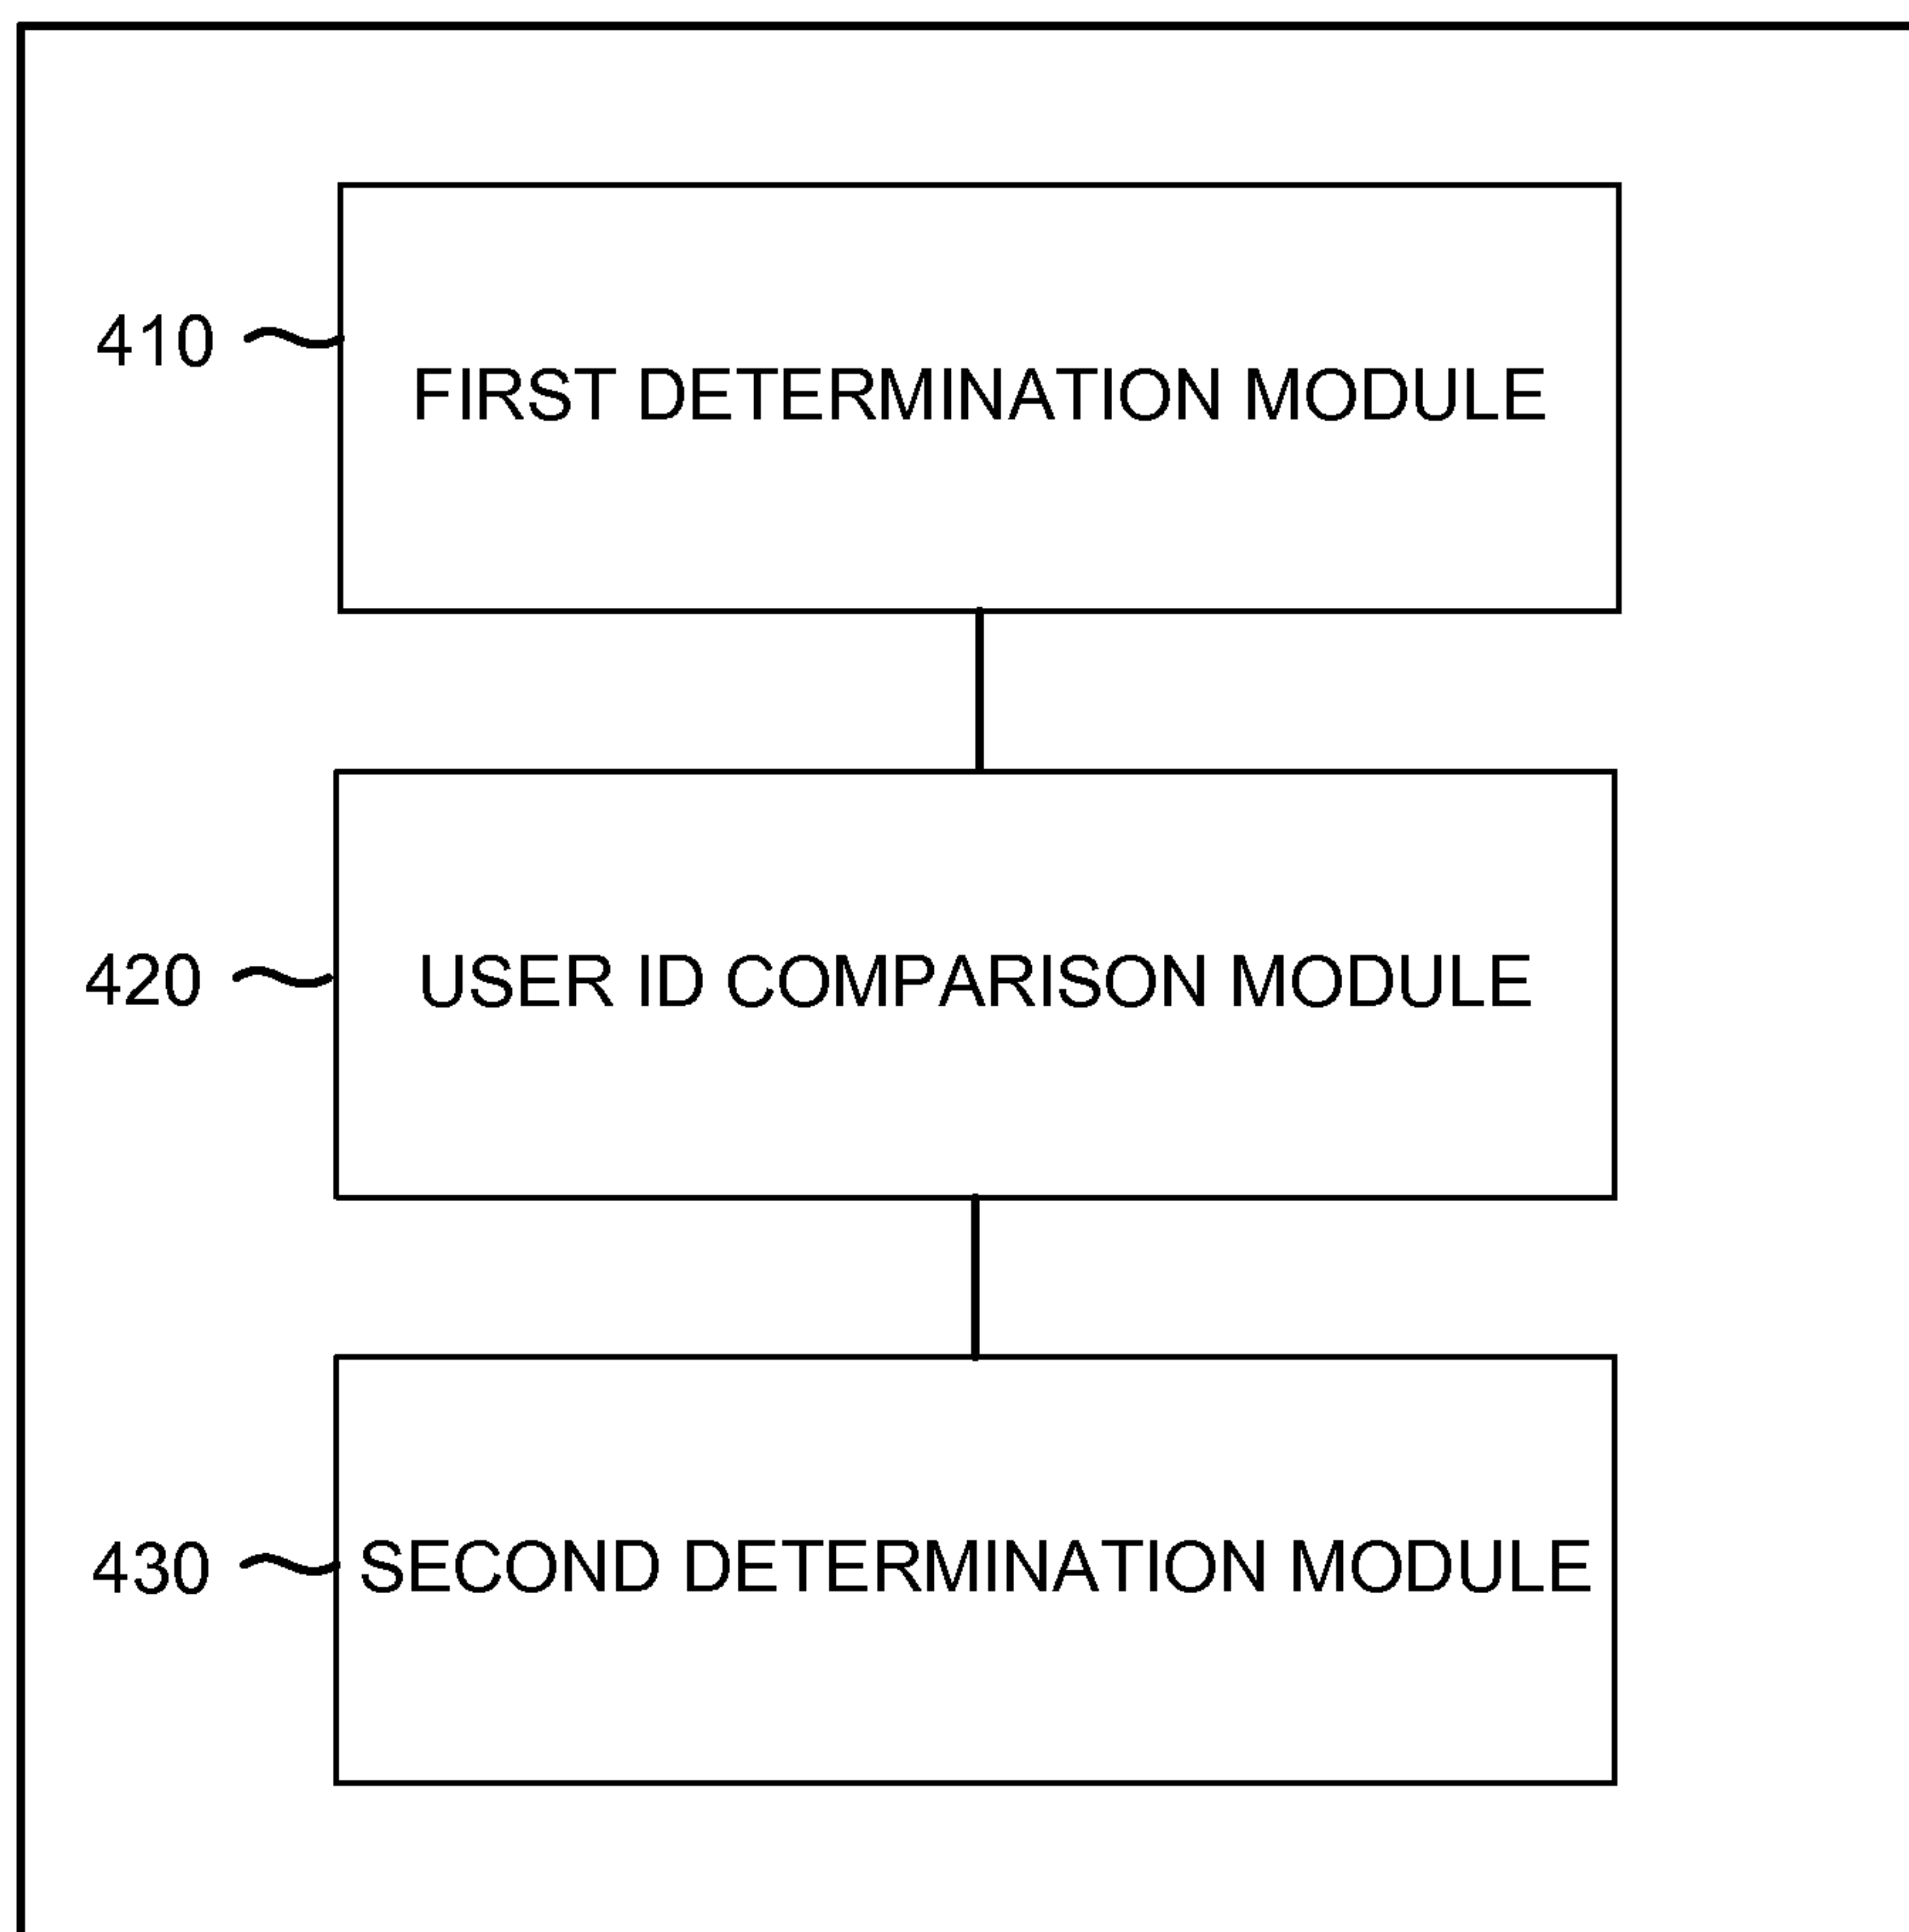 410
FIRST DETERMINATION MODULE
420
USER ID COMPARISON MODULE
430
SECOND DETERMINATION MODULE